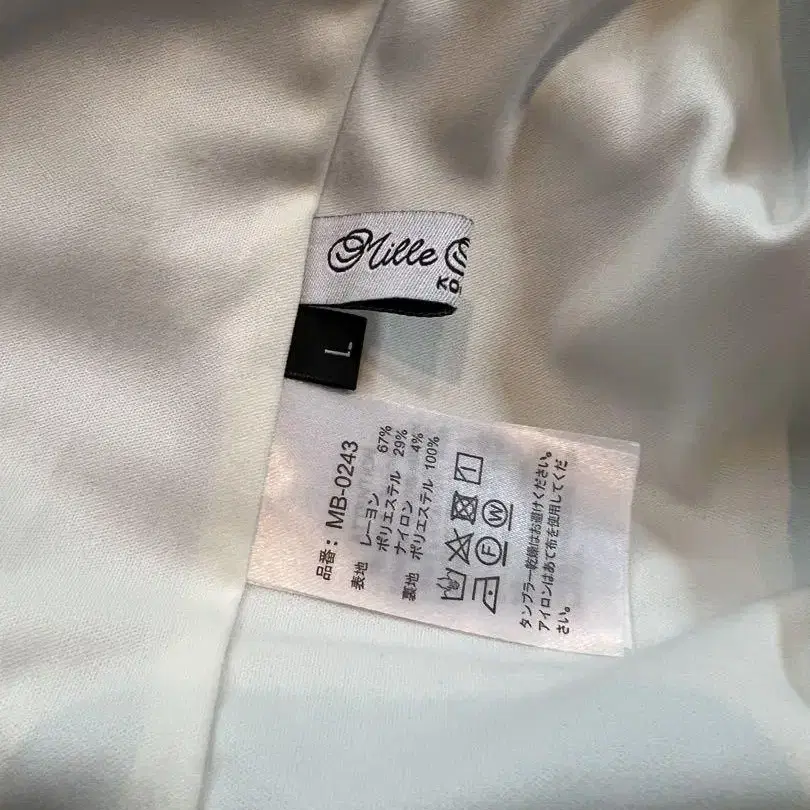 Mille
L
品番: MB-0243
表地 レーヨン 67%
ポリエステル 29%
ナイロン 4%
裏地 ポリエステル 100%
F W
タンブラー乾燥はお避けください。
アイロンはあて布を使用してくだ
さい。